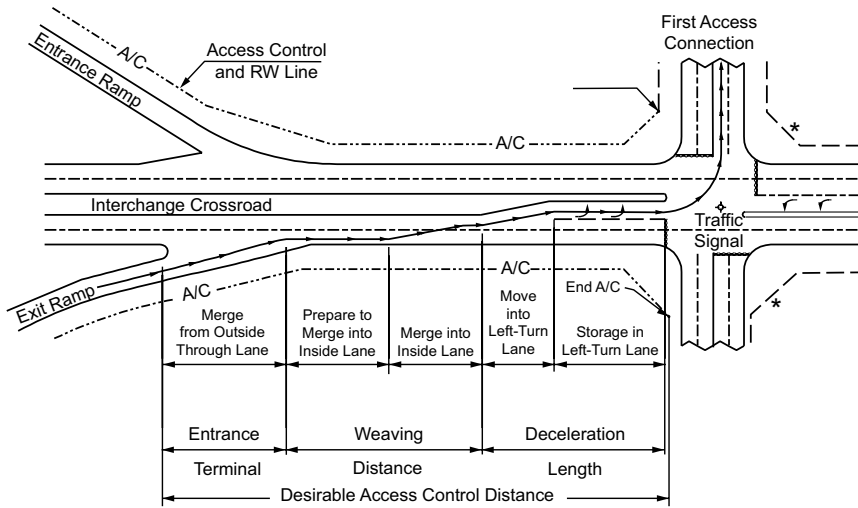 First Access
Connection
A/C
Access Control
and RW Line
Entrance Ramp
A/C
*
Interchange Crossroad
Traffic
Signal
A/C
End A/C
A/C
Exit Ramp
*
Merge
from Outside
Through Lane
Prepare to
Merge into
Inside Lane
Merge into
Inside Lane
Move
into
Left-Turn
Lane
Storage in
Left-Turn Lane
Entrance
Terminal
Weaving
Distance
Deceleration
Length
Desirable Access Control Distance